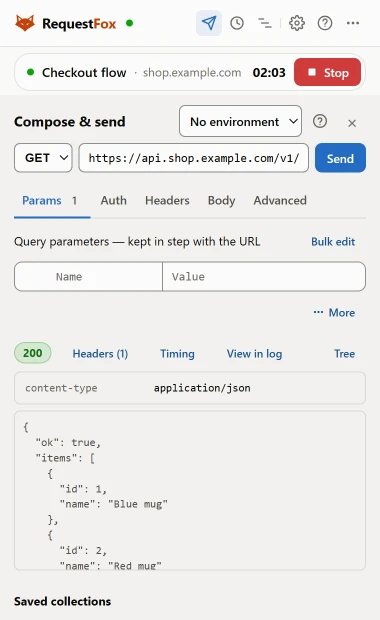 RequestFox
Checkout flow · shop.example.com 02:03 Stop
Compose & send No environment
GET https://api.shop.example.com/v1/ Send
Params 1 Auth Headers Body Advanced
Query parameters — kept in step with the URL Bulk edit
Name Value
··· More
200 Headers (1) Timing View in log Tree
content-type application/json
{
"ok": true,
"items": [
{
"id": 1,
"name": "Blue mug"
},
{
"id": 2,
"name": "Red mug"
Saved collections